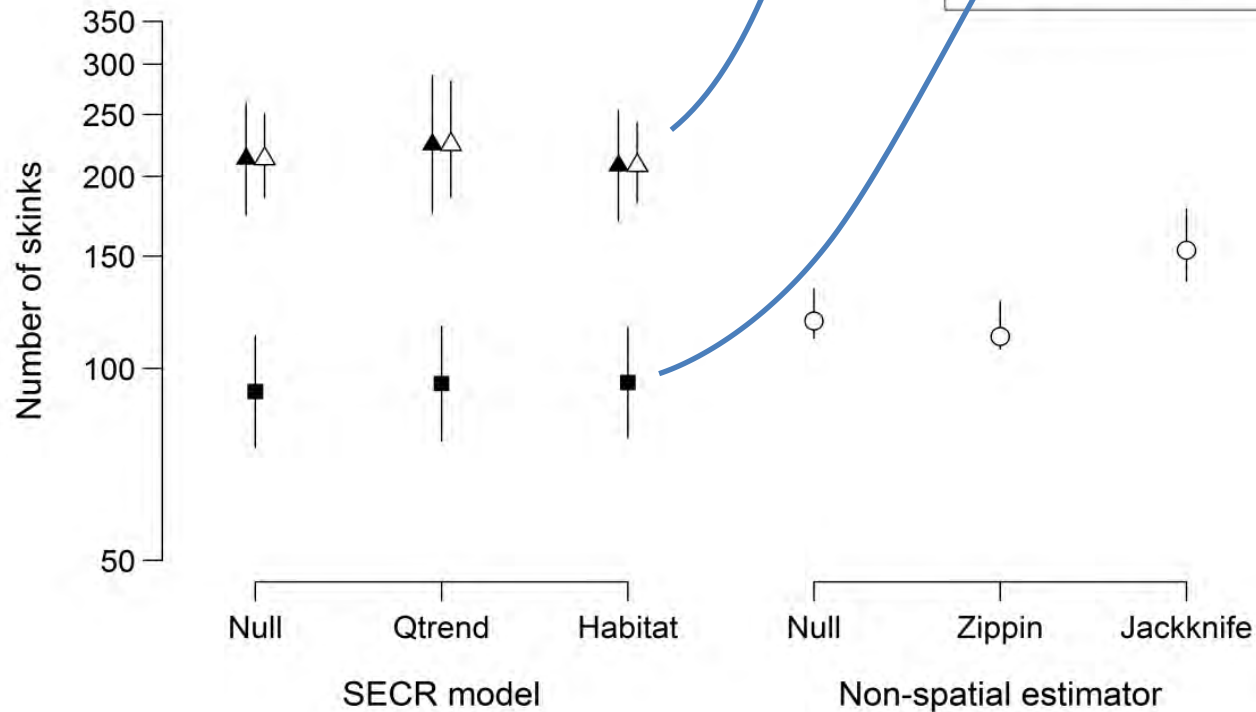 350
300
250
200
150
100
50
Number of skinks
Null Qtrend Habitat Null Zippin Jackknife
SECR model Non-spatial estimator